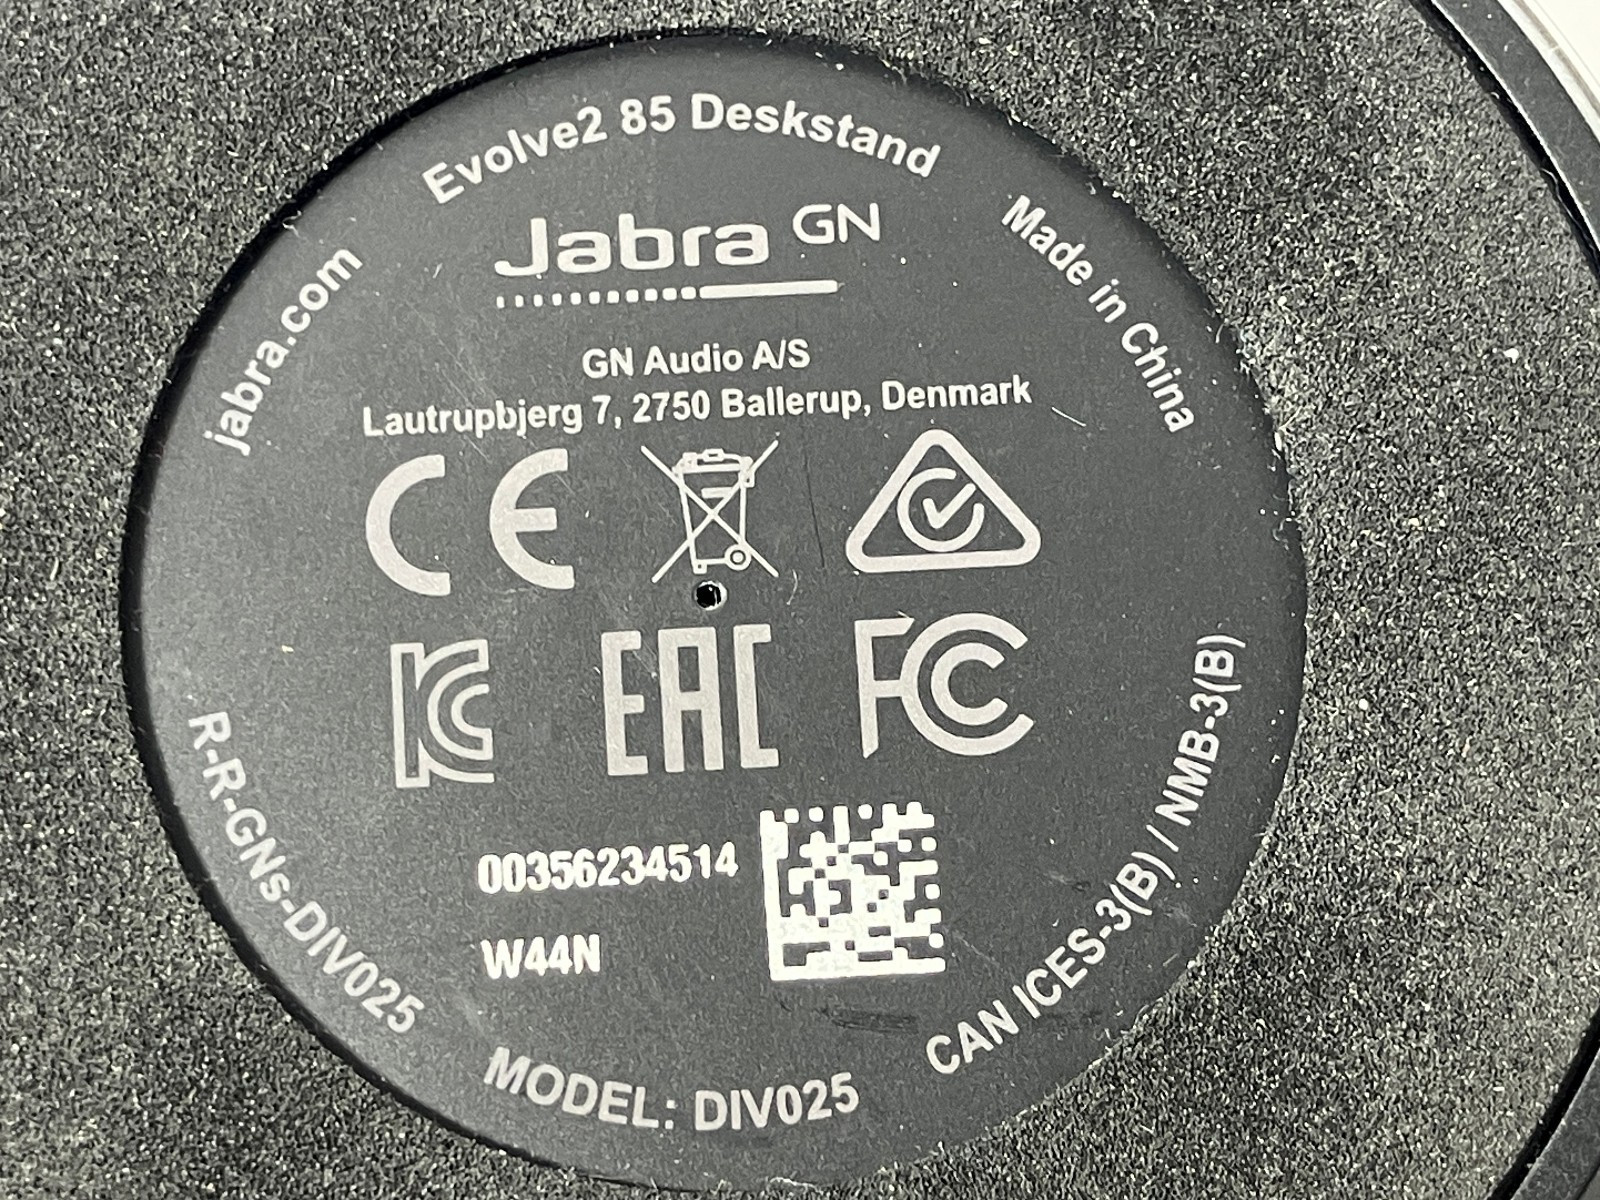 Evolve2 85 Deskstand
jabra.com
Jabra GN
Made in China
GN Audio A/S
Lautrupbjerg 7, 2750 Ballerup, Denmark
CE
KC EAC FC
00356234514
W44N
R-R-GNs-DIV025
MODEL: DIV025
CAN ICES-3(B) / NMB-3(B)